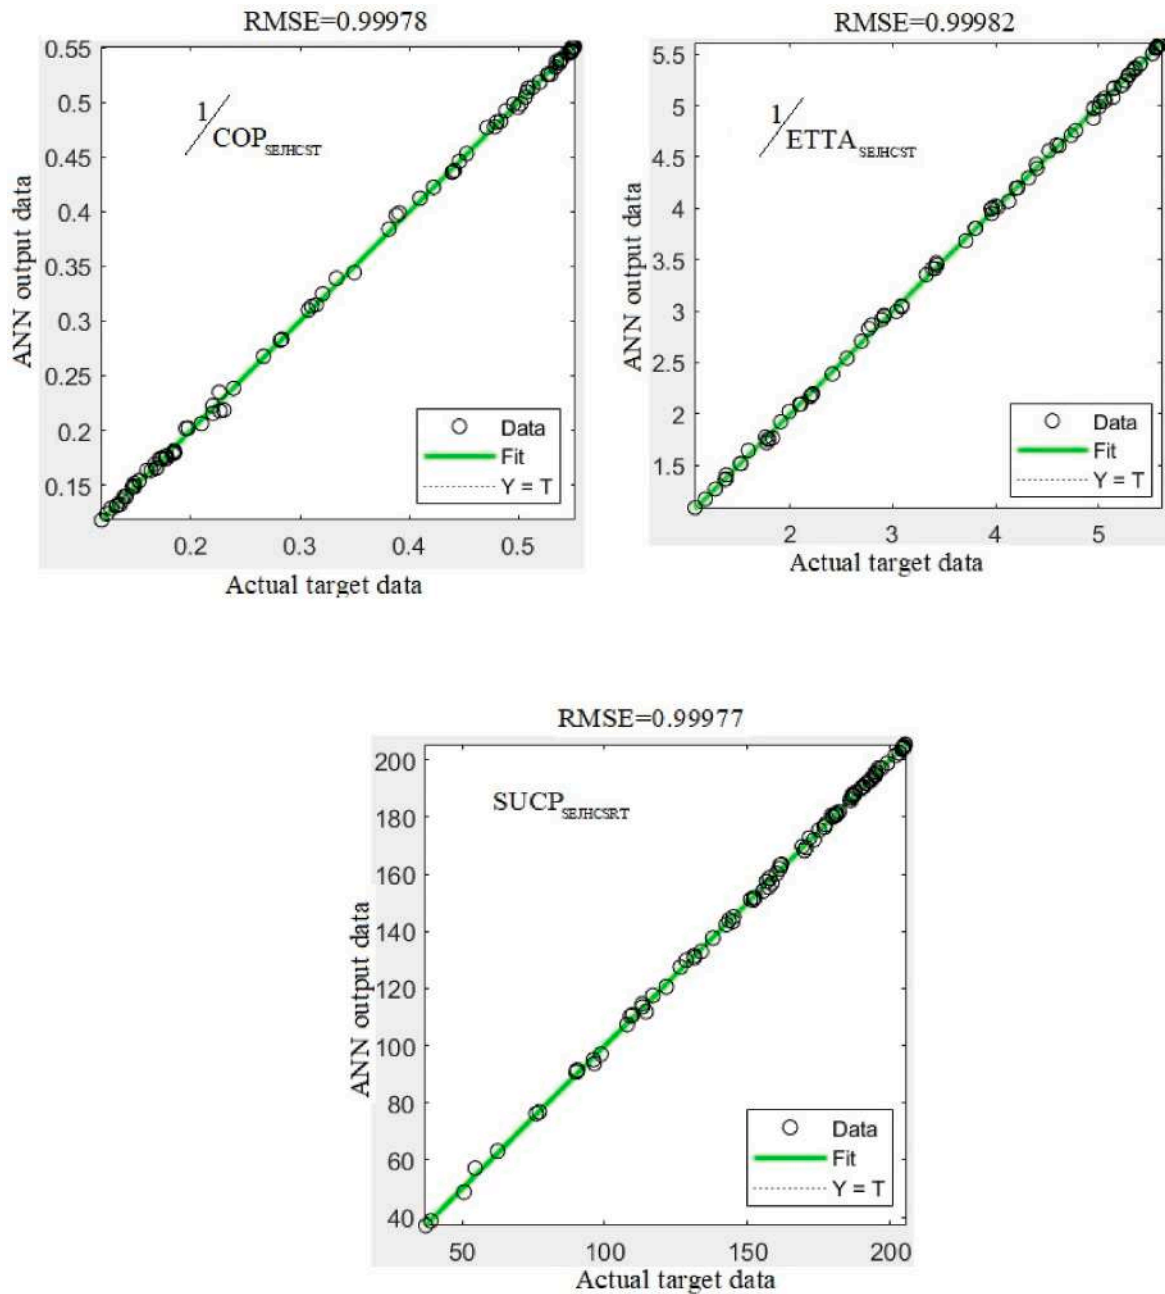 RMSE=0.99978
1/COP SEJHCST
ANN output data
0.55
0.5
0.45
0.4
0.35
0.3
0.25
0.2
0.15
Data
Fit
Y = T
0.2 0.3 0.4 0.5
Actual target data
RMSE=0.99982
1/ETTA SEJHCST
ANN output data
5.5
5
4.5
4
3.5
3
2.5
2
1.5
Data
Fit
Y = T
2 3 4 5
Actual target data
RMSE=0.99977
SUCP SEJHCSRT
ANN output data
200
180
160
140
120
100
80
60
40
Data
Fit
Y = T
50 100 150 200
Actual target data